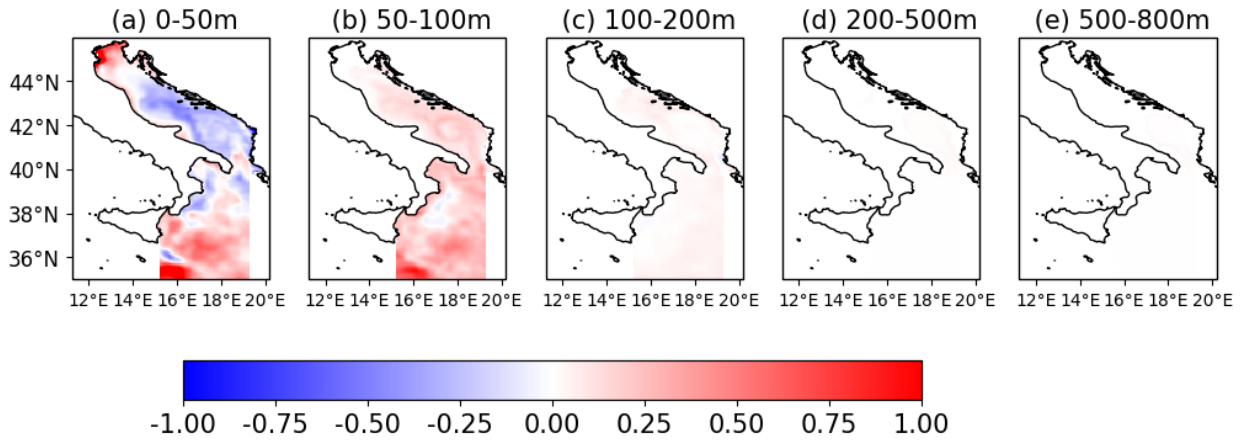 (a) 0-50m (b) 50-100m (c) 100-200m (d) 200-500m (e) 500-800m
44°N
42°N
40°N
38°N
36°N
12°E 14°E 16°E 18°E 20°E 12°E 14°E 16°E 18°E 20°E 12°E 14°E 16°E 18°E 20°E 12°E 14°E 16°E 18°E 20°E 12°E 14°E 16°E 18°E 20°E
-1.00 -0.75 -0.50 -0.25 0.00 0.25 0.50 0.75 1.00